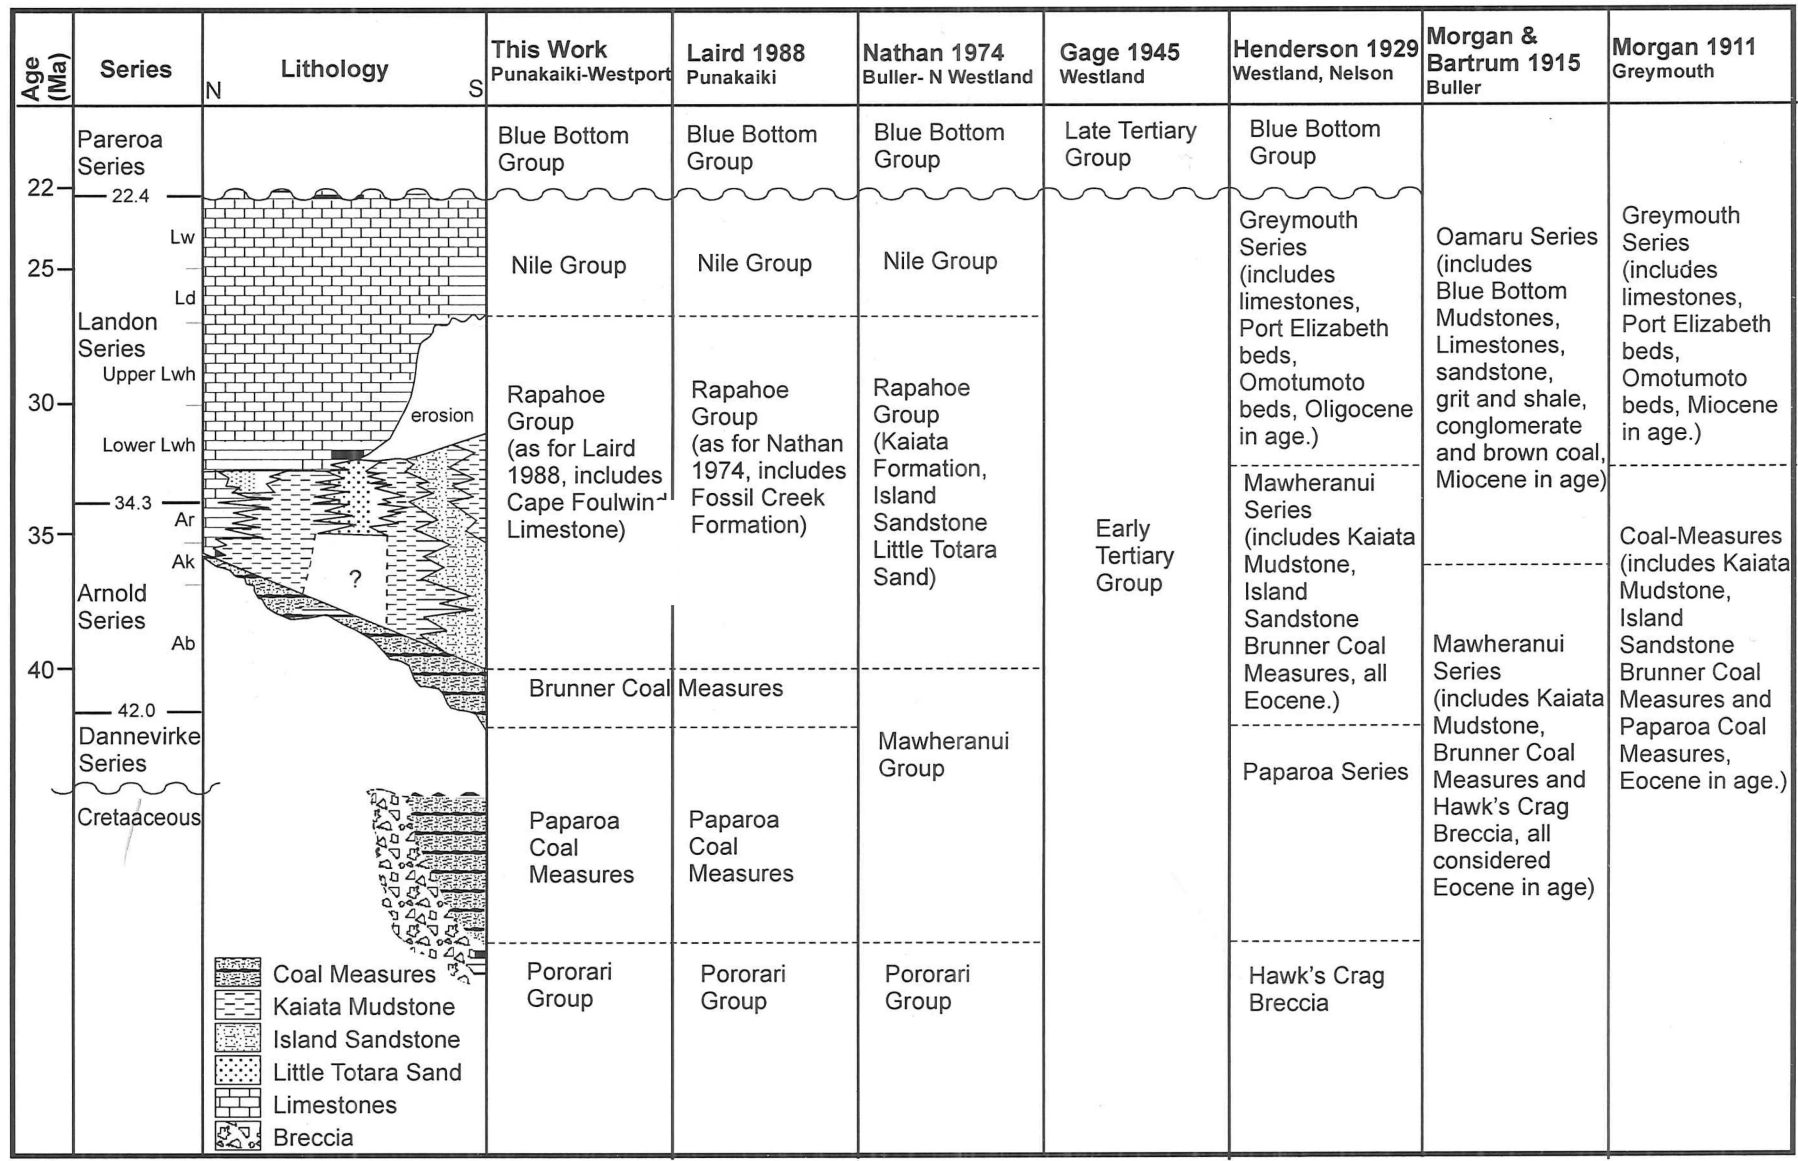 Age (Ma)
Series
Lithology
N
S
This Work
Punakaiki-Westport
Laird 1988
Punakaiki
Nathan 1974
Buller- N Westland
Gage 1945
Westland
Henderson 1929
Westland, Nelson
Morgan &
Bartrum 1915
Buller
Morgan 1911
Greymouth
22
25
30
35
40
Pareroa
Series
22.4
Lw
Ld
Landon
Series
Upper Lwh
Lower Lwh
34.3
Ar
Ak
Arnold
Series
Ab
42.0
Dannevirke
Series
Cretaaceous
erosion
?
Coal Measures
Kaiata Mudstone
Island Sandstone
Little Totara Sand
Limestones
Breccia
Blue Bottom
Group
Nile Group
Rapahoe
Group
(as for Laird
1988, includes
Cape Foulwind
Limestone)
Brunner Coal Measures
Paparoa
Coal
Measures
Pororari
Group
Blue Bottom
Group
Nile Group
Rapahoe
Group
(as for Nathan
1974, includes
Fossil Creek
Formation)
Paparoa
Coal
Measures
Pororari
Group
Blue Bottom
Group
Nile Group
Rapahoe
Group
(Kaiata
Formation,
Island
Sandstone
Little Totara
Sand)
Mawheranui
Group
Pororari
Group
Late Tertiary
Group
Early
Tertiary
Group
Blue Bottom
Group
Greymouth
Series
(includes
limestones,
Port Elizabeth
beds,
Omotumoto
beds, Oligocene
in age.)
Mawheranui
Series
(includes Kaiata
Mudstone,
Island
Sandstone
Brunner Coal
Measures, all
Eocene.)
Paparoa Series
Hawk's Crag
Breccia
Oamaru Series
(includes
Blue Bottom
Mudstones,
Limestones,
sandstone,
grit and shale,
conglomerate
and brown coal,
Miocene in age)
Mawheranui
Series
(includes Kaiata
Mudstone,
Brunner Coal
Measures and
Hawk's Crag
Breccia, all
considered
Eocene in age)
Greymouth
Series
(includes
limestones,
Port Elizabeth
beds,
Omotumoto
beds, Miocene
in age.)
Coal-Measures
(includes Kaiata
Mudstone,
Island
Sandstone
Brunner Coal
Measures and
Paparoa Coal
Measures,
Eocene in age.)